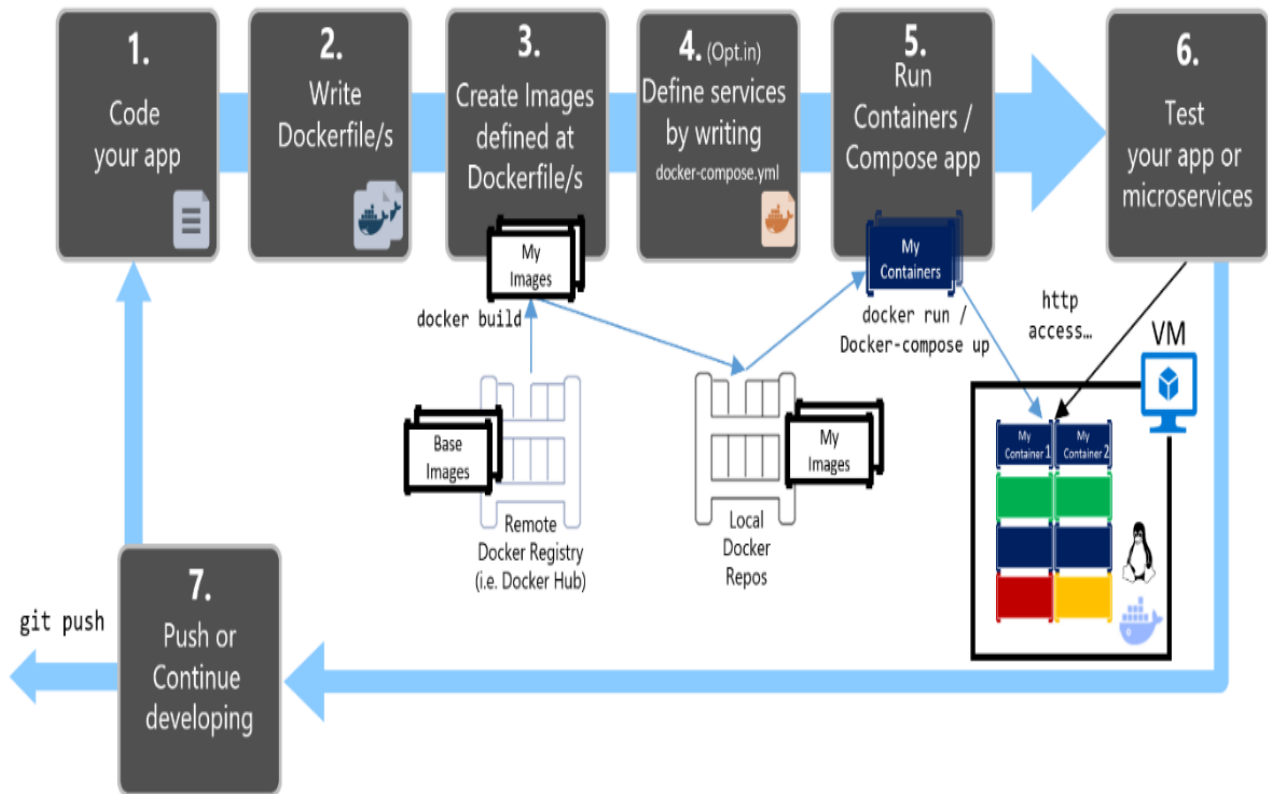 1.
Code
your app
2.
Write
Dockerfile/s
3.
Create Images
defined at
Dockerfile/s
My
Images
docker build
4. (Opt.in)
Define services
by writing
docker-compose.yml
5.
Run
Containers /
Compose app
My
Containers
docker run /
Docker-compose up
6.
Test
your app or
microservices
http
access…
VM
My
Container 1
My
Container 2
Base
Images
Remote
Docker Registry
(i.e. Docker Hub)
My
Images
Local
Docker
Repos
7.
Push or
Continue
developing
git push